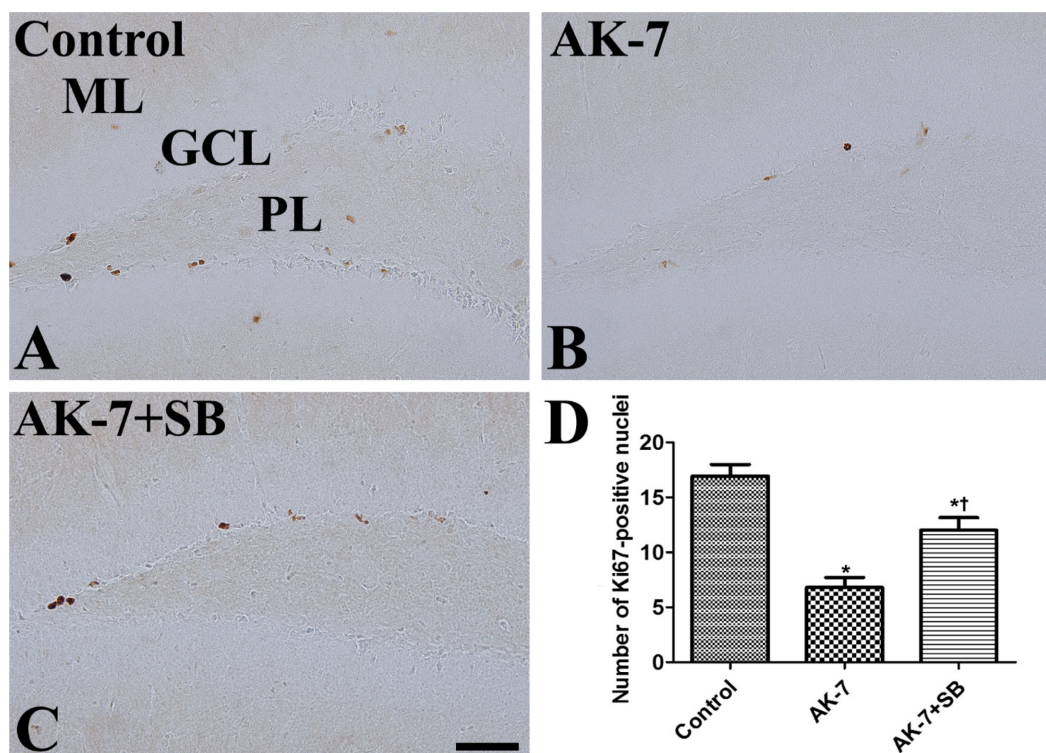 Control
ML
GCL
PL
A
AK-7
B
AK-7+SB
C
D
Number of Ki67-positive nuclei
20
15
10
5
0
*
*†
Control
AK-7
AK-7+SB